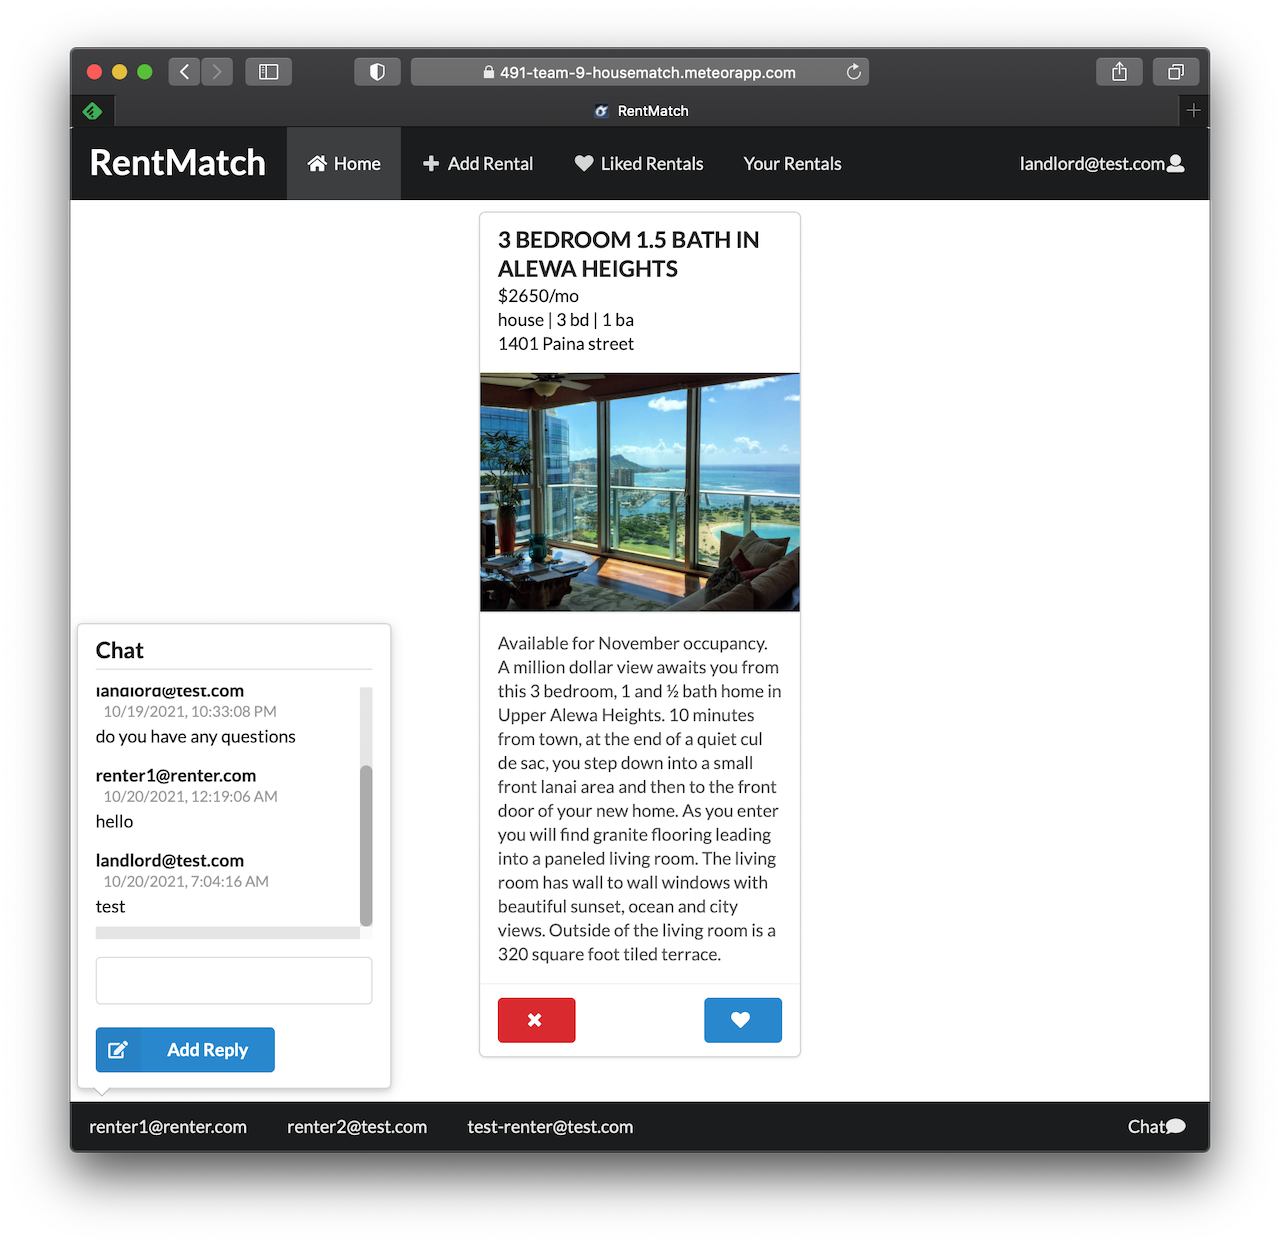 491-team-9-housematch.meteorapp.com
RentMatch
RentMatch
Home
Add Rental
Liked Rentals
Your Rentals
landlord@test.com
3 BEDROOM 1.5 BATH IN
ALEWA HEIGHTS
$2650/mo
house | 3 bd | 1 ba
1401 Paina street
Available for November occupancy.
A million dollar view awaits you from
this 3 bedroom, 1 and ½ bath home in
Upper Alewa Heights. 10 minutes
from town, at the end of a quiet cul
de sac, you step down into a small
front lanai area and then to the front
door of your new home. As you enter
you will find granite flooring leading
into a paneled living room. The living
room has wall to wall windows with
beautiful sunset, ocean and city
views. Outside of the living room is a
320 square foot tiled terrace.
Chat
landlord@test.com
10/19/2021, 10:33:08 PM
do you have any questions
renter1@renter.com
10/20/2021, 12:19:06 AM
hello
landlord@test.com
10/20/2021, 7:04:16 AM
test
Add Reply
renter1@renter.com
renter2@test.com
test-renter@test.com
Chat